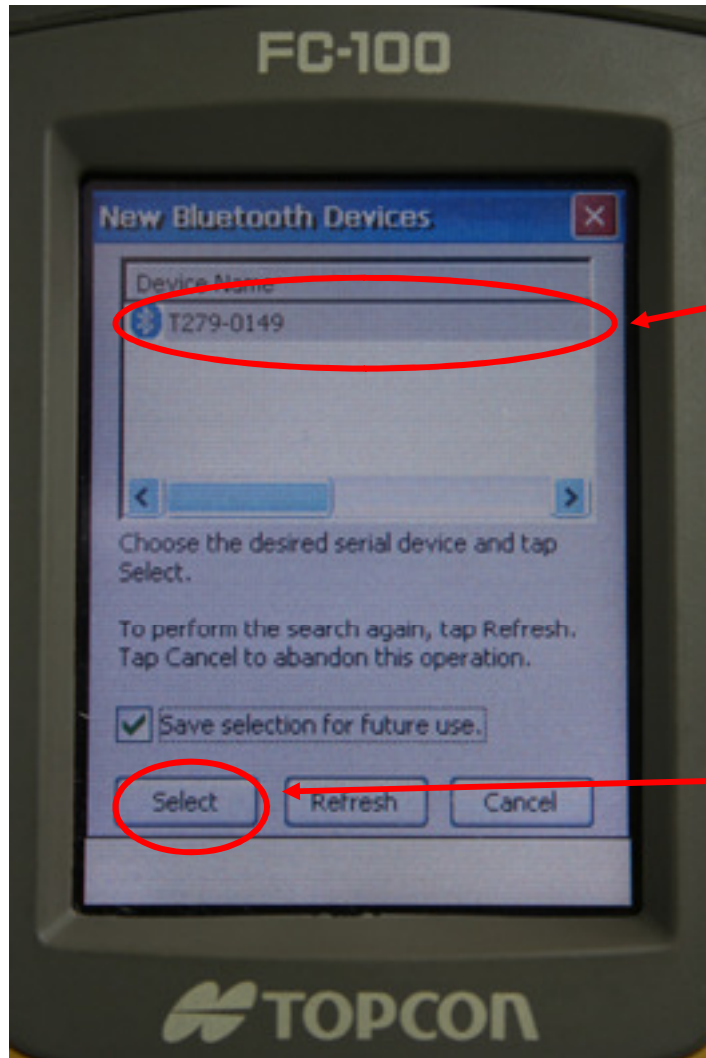 FC-100
New Bluetooth Devices
Device Name
T279-0149
Choose the desired serial device and tap
Select.
To perform the search again, tap Refresh.
Tap Cancel to abandon this operation.
Save selection for future use.
Select Refresh Cancel
TOPCON